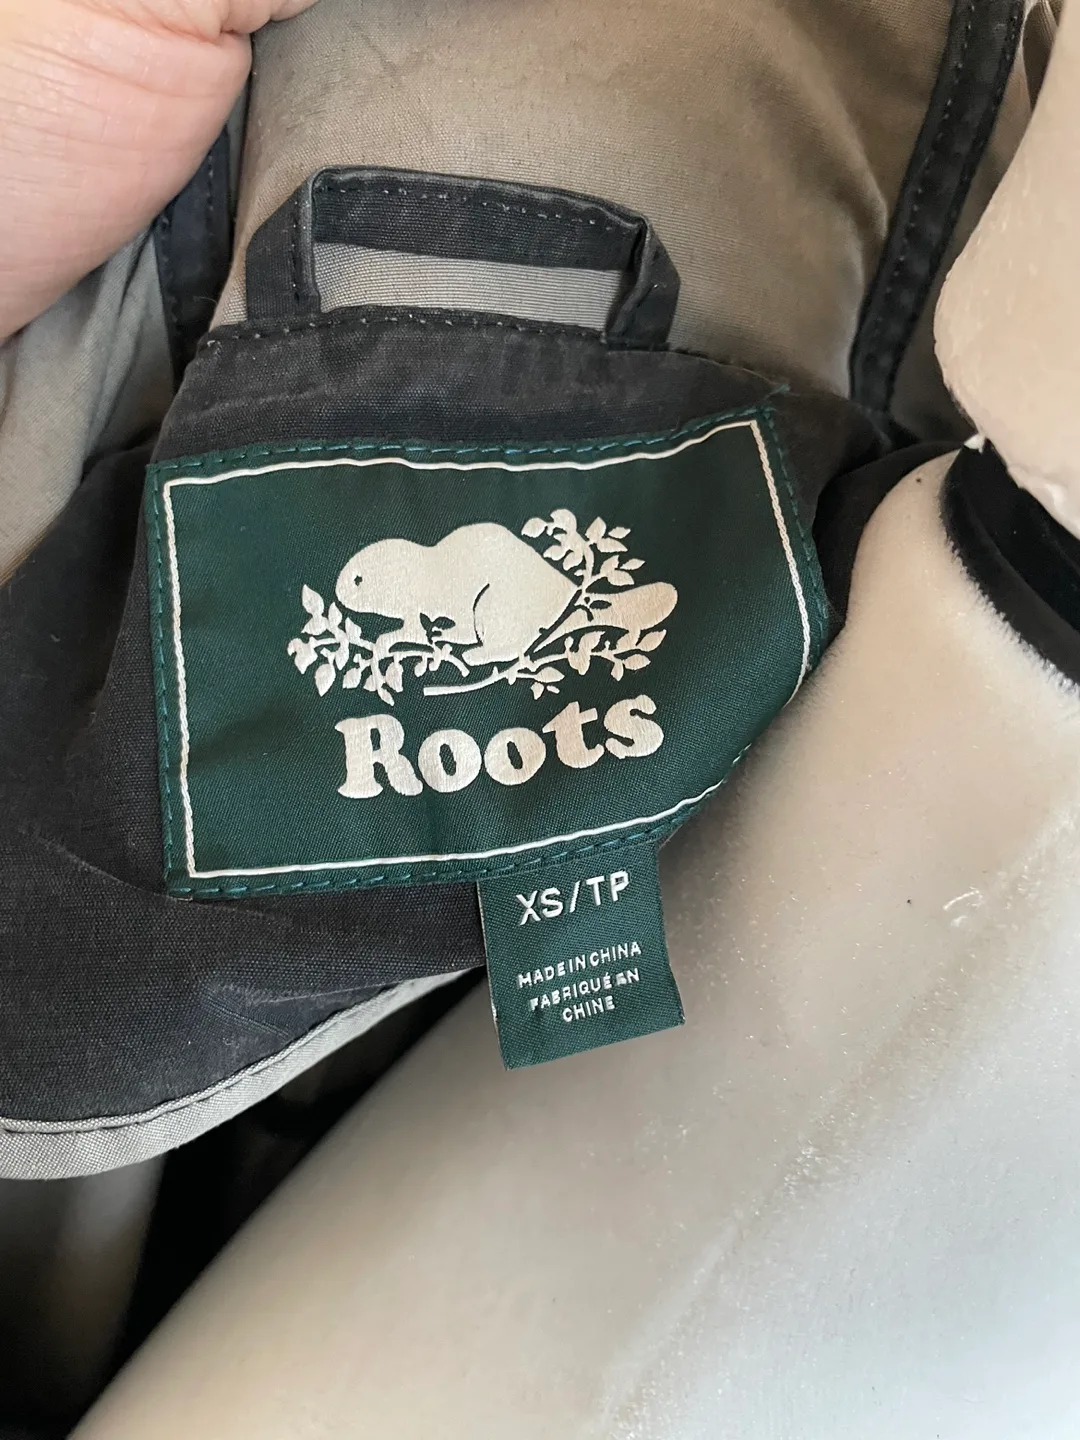 Roots
XS/TP
MADE IN CHINA
FABRIQUÉ EN
CHINE